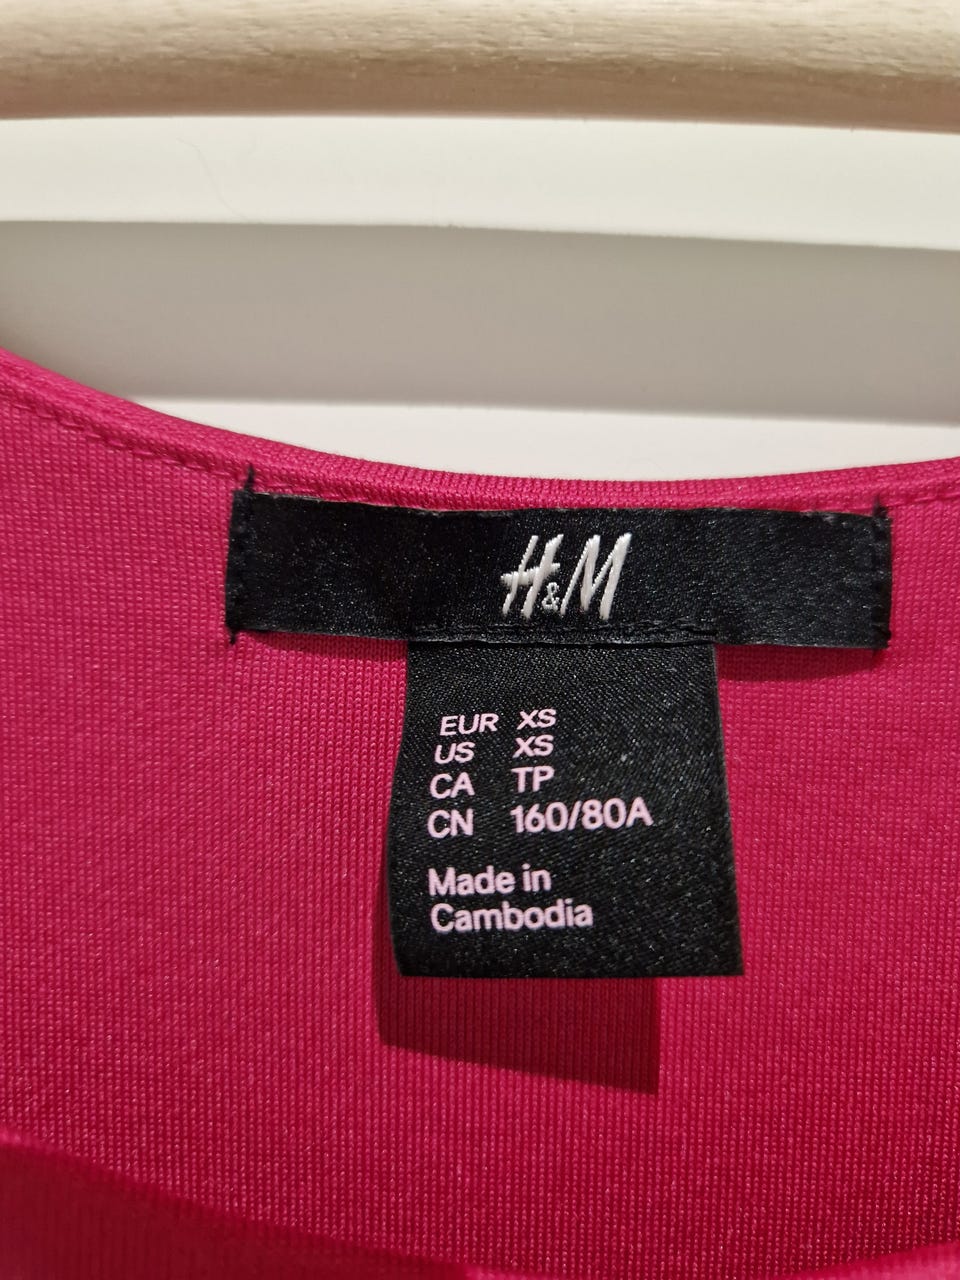 H&M
EUR XS
US XS
CA TP
CN 160/80A
Made in
Cambodia